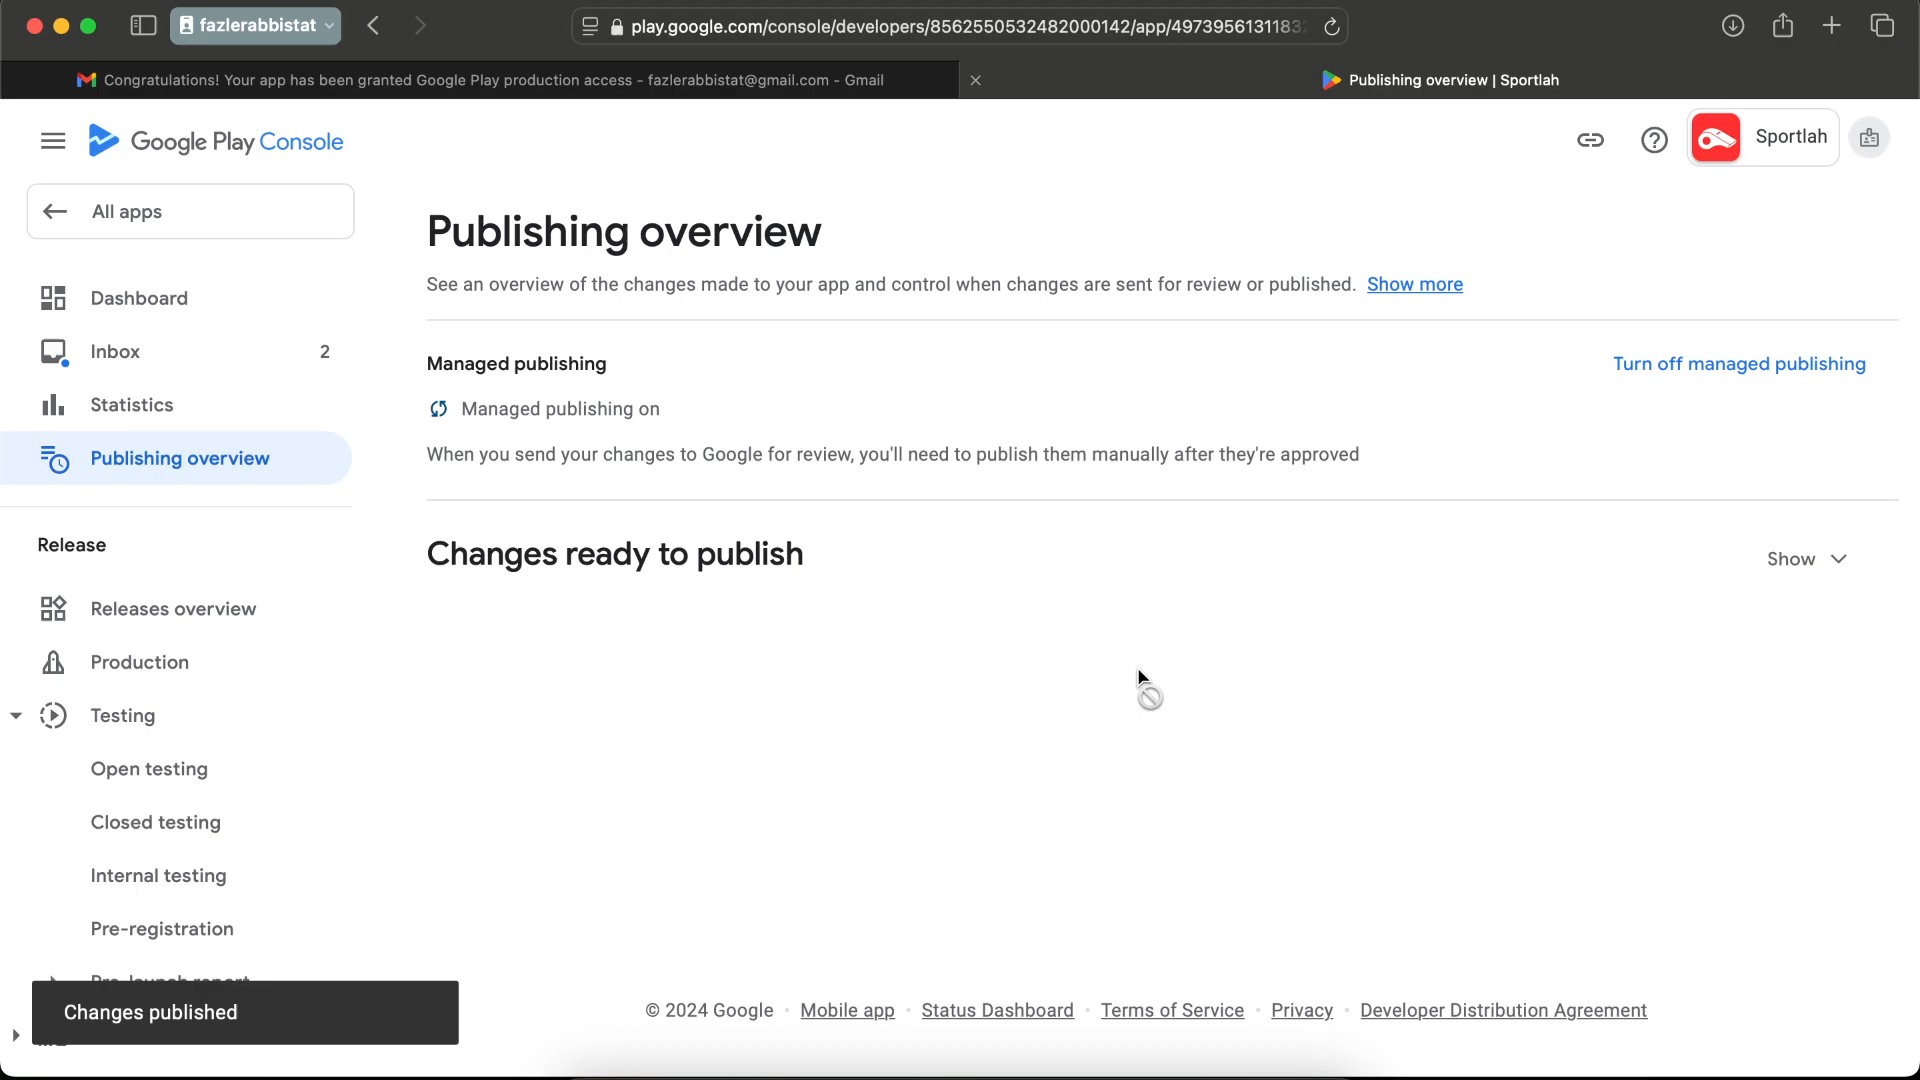 fazlerabbistat
play.google.com/console/developers/8562550532482000142/app/4973956131183
Congratulations! Your app has been granted Google Play production access - fazlerabbistat@gmail.com - Gmail
Publishing overview | Sportlah
Google Play Console
Sportlah
All apps
Publishing overview
See an overview of the changes made to your app and control when changes are sent for review or published. Show more
Dashboard
Inbox 2
Statistics
Publishing overview
Managed publishing
Turn off managed publishing
Managed publishing on
When you send your changes to Google for review, you'll need to publish them manually after they're approved
Release
Changes ready to publish
Show
Releases overview
Production
Testing
Open testing
Closed testing
Internal testing
Pre-registration
Changes published
© 2024 Google · Mobile app · Status Dashboard · Terms of Service · Privacy · Developer Distribution Agreement